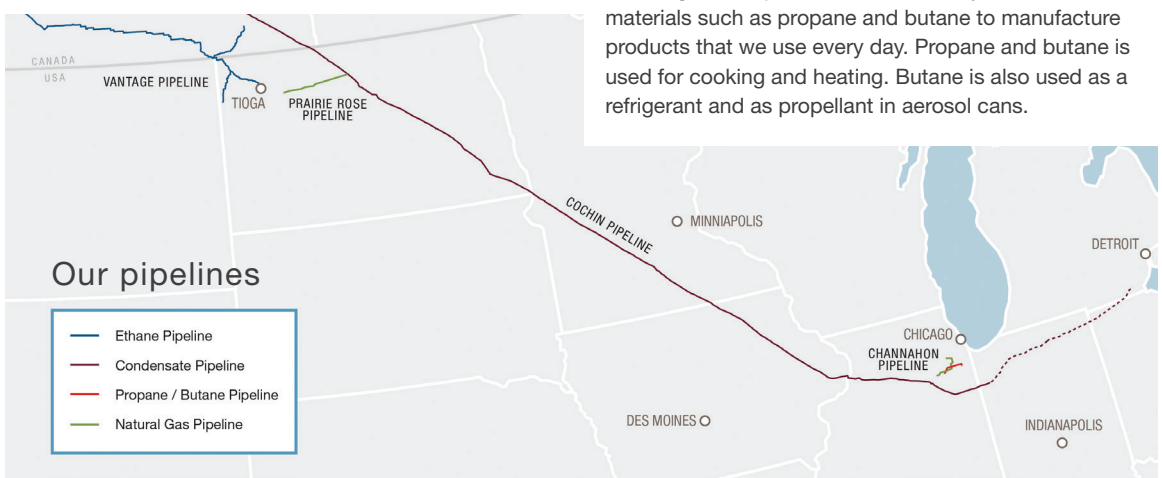 materials such as propane and butane to manufacture
products that we use every day. Propane and butane is
used for cooking and heating. Butane is also used as a
refrigerant and as propellant in aerosol cans.
CANADA
USA
VANTAGE PIPELINE
TIOGA
PRAIRIE ROSE
PIPELINE
COCHIN PIPELINE
MINNIAPOLIS
DETROIT
Our pipelines
Ethane Pipeline
Condensate Pipeline
Propane / Butane Pipeline
Natural Gas Pipeline
CHICAGO
CHANNAHON
PIPELINE
DES MOINES
INDIANAPOLIS